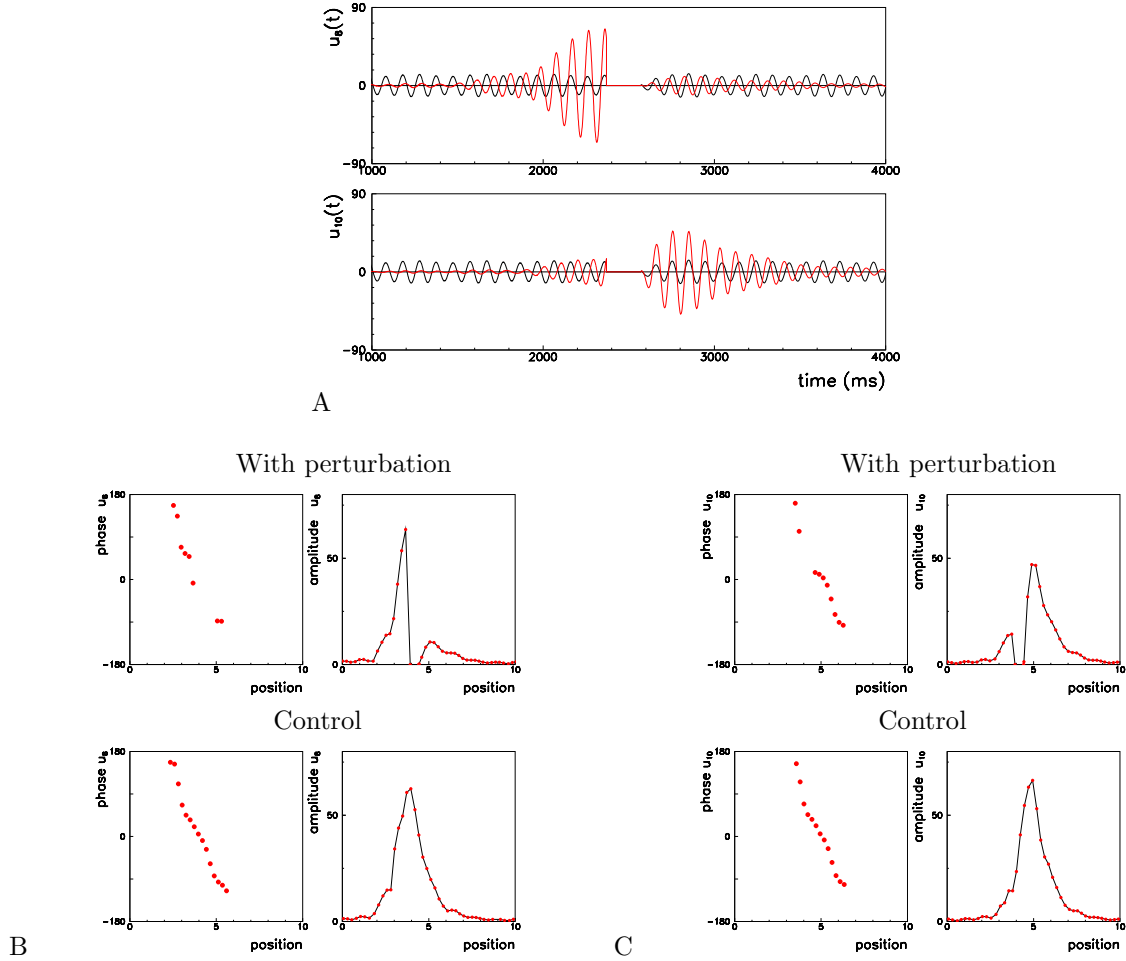 90
u8(t)
0
-90
1000 2000 3000 4000
90
u10(t)
0
-90
1000 2000 3000 4000
time (ms)
A
With perturbation With perturbation
phase u8 180 0 -180
0 5 10
position
amplitude u8 50 0
0 5 10
position
phase u10 180 0 -180
0 5 10
position
amplitude u10 50 0
0 5 10
position
Control Control
phase u8 180 0 -180
0 5 10
position
amplitude u8 50 0
0 5 10
position
phase u10 180 0 -180
0 5 10
position
amplitude u10 50 0
0 5 10
position
B C